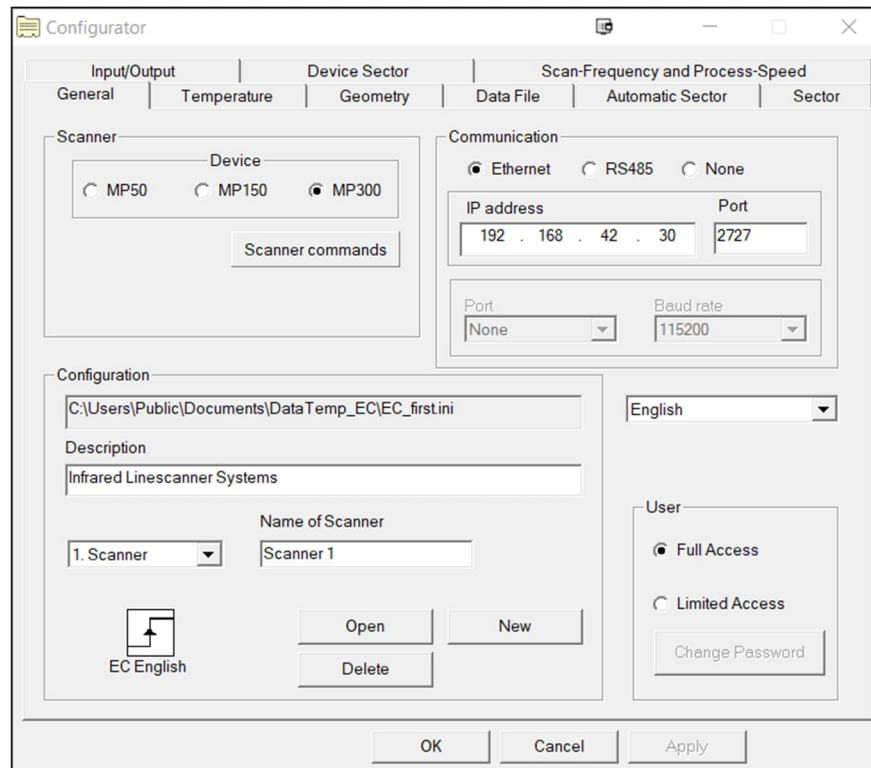 Configurator
Input/Output Device Sector Scan-Frequency and Process-Speed
General Temperature Geometry Data File Automatic Sector Sector
Scanner
Device
MP50 MP150 MP300
Scanner commands
Communication
Ethernet RS485 None
IP address Port
192 . 168 . 42 . 30 2727
Port Baud rate
None 115200
Configuration
C:\Users\Public\Documents\DataTemp_EC\EC_first.ini
Description
Infrared Linescanner Systems
Name of Scanner
1. Scanner Scanner 1
EC English
Open New
Delete
English
User
Full Access
Limited Access
Change Password
OK Cancel Apply